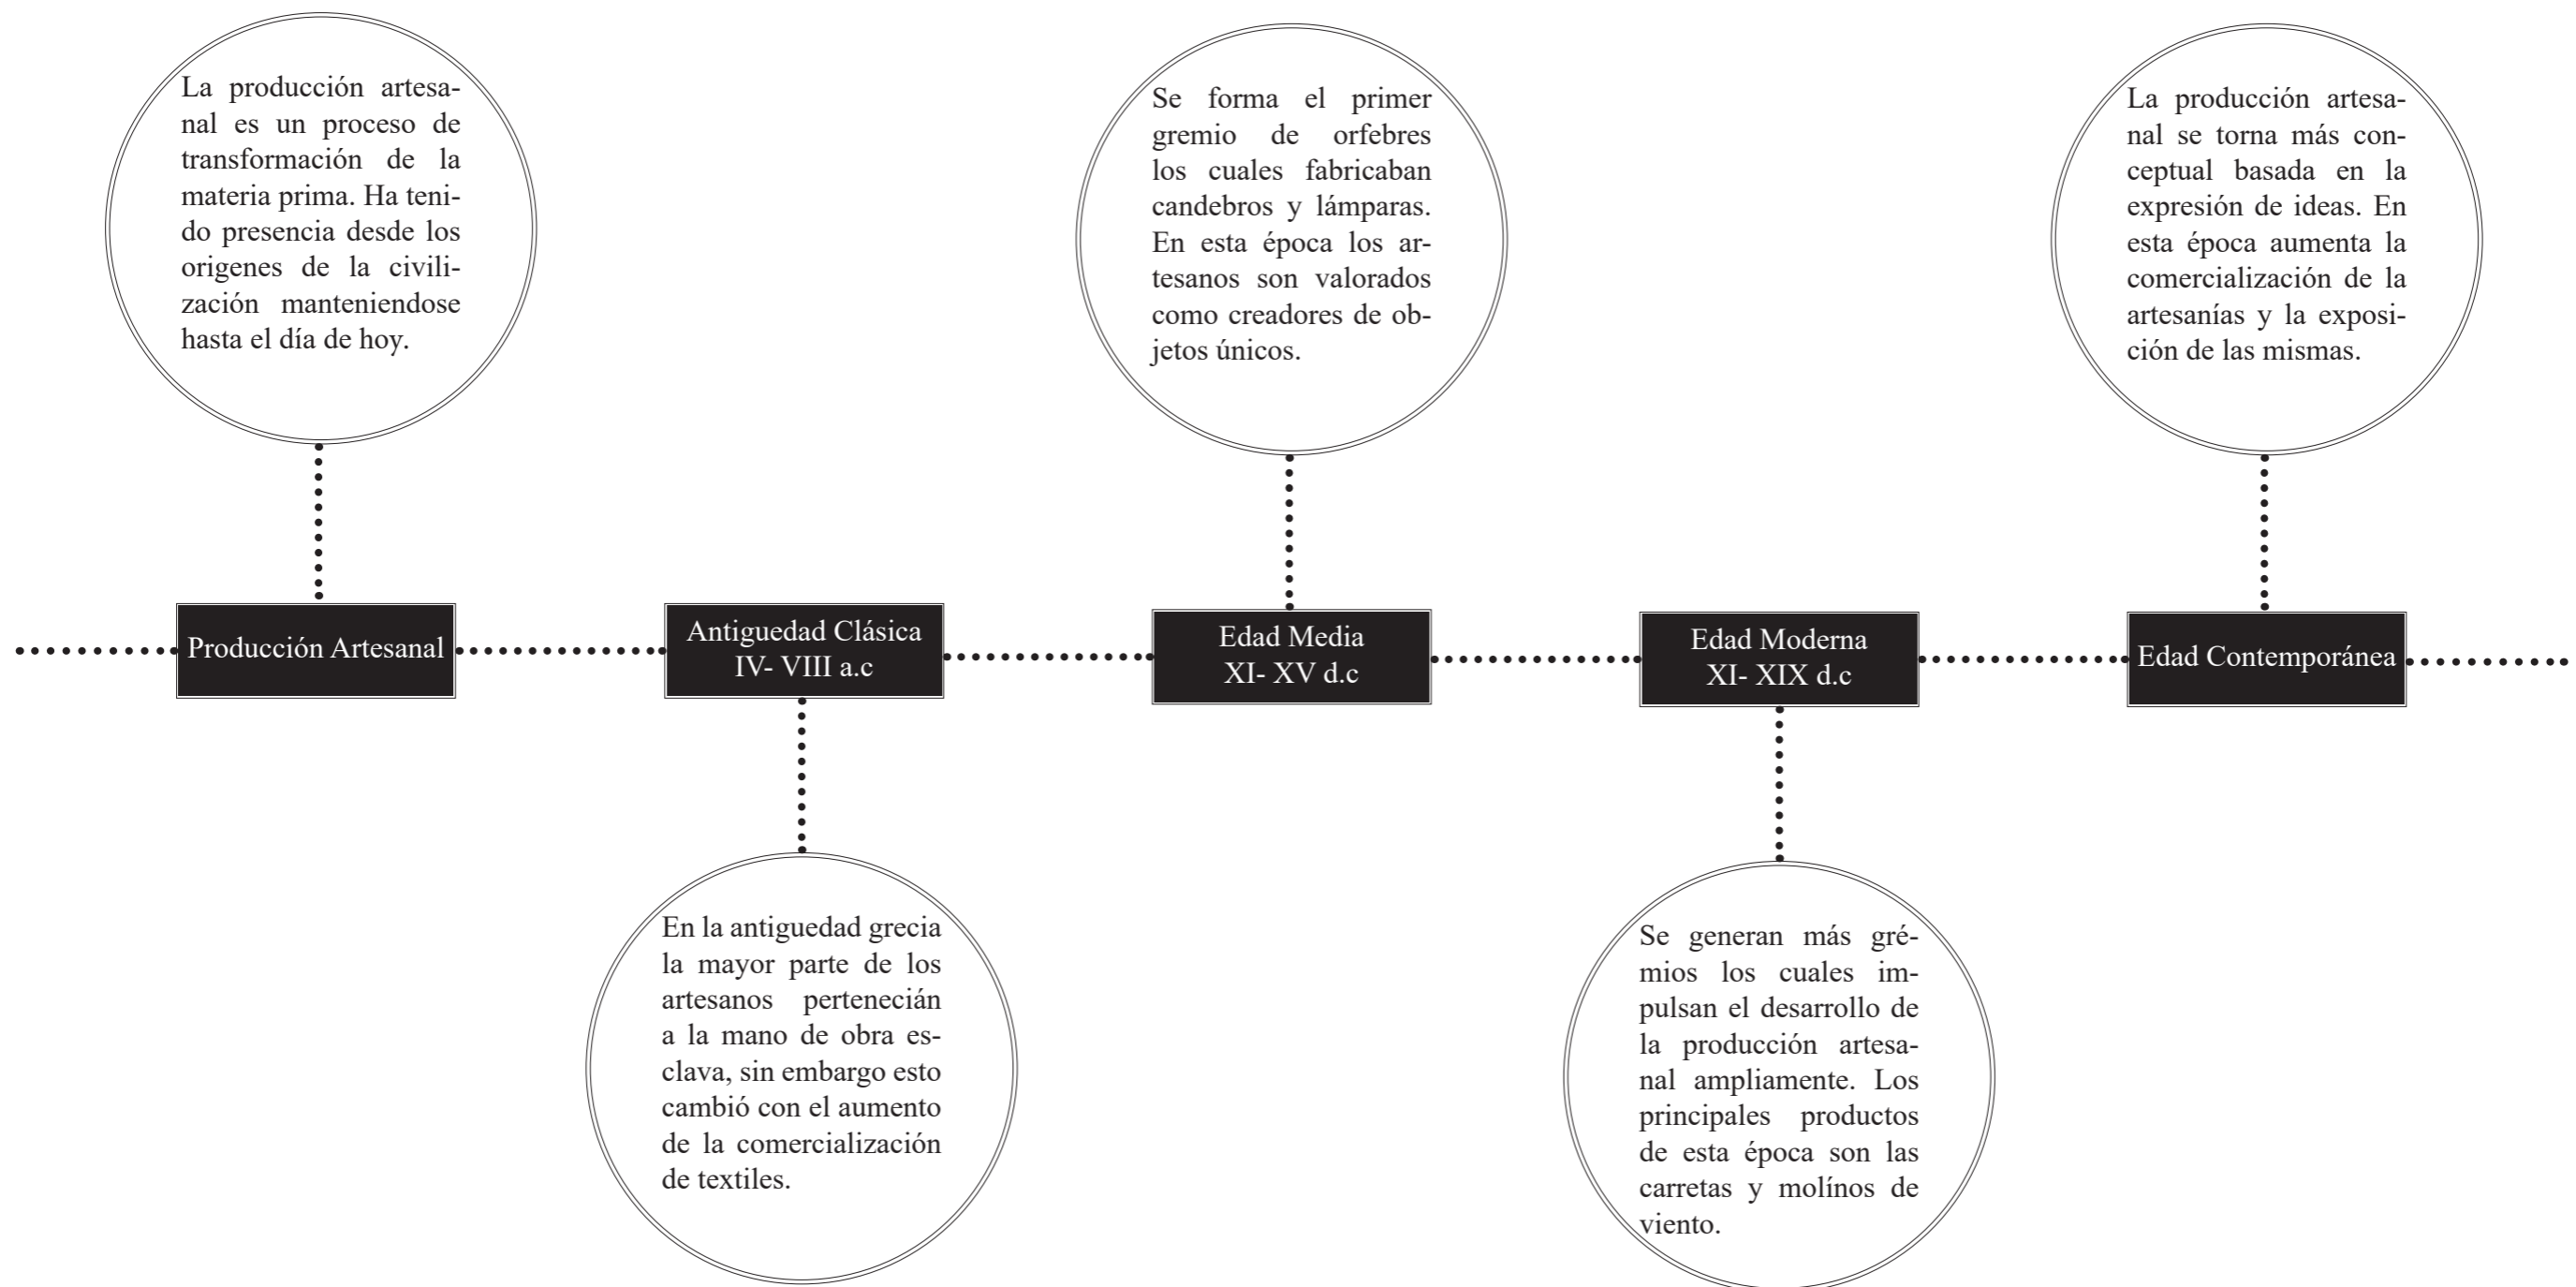 La producción artesa-
nal es un proceso de
transformación de la
materia prima. Ha teni-
do presencia desde los
origenes de la civili-
zación manteniendose
hasta el día de hoy.
Se forma el primer
gremio de orfebres
los cuales fabricaban
candebros y lámparas.
En esta época los ar-
tesanos son valorados
como creadores de ob-
jetos únicos.
La producción artesa-
nal se torna más con-
ceptual basada en la
expresión de ideas. En
esta época aumenta la
comercialización de la
artesanías y la exposi-
ción de las mismas.
Producción Artesanal
Antiguedad Clásica
IV- VIII a.c
Edad Media
XI- XV d.c
Edad Moderna
XI- XIX d.c
Edad Contemporánea
En la antiguedad grecia
la mayor parte de los
artesanos pertenecián
a la mano de obra es-
clava, sin embargo esto
cambió con el aumento
de la comercialización
de textiles.
Se generan más gré-
mios los cuales im-
pulsan el desarrollo de
la producción artesa-
nal ampliamente. Los
principales productos
de esta época son las
carretas y molínos de
viento.